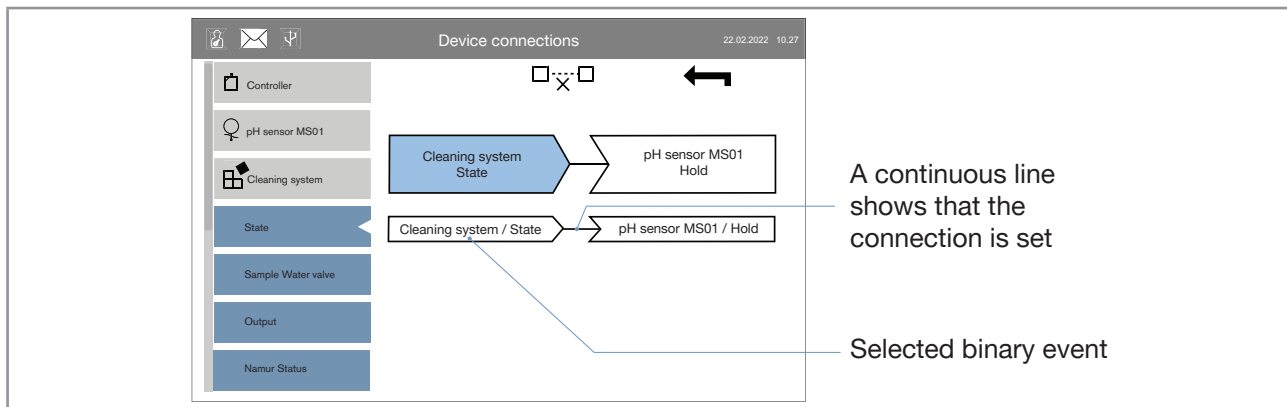 Device connections
22.02.2022 10.27
Controller
pH sensor MS01
Cleaning system
State
Sample Water valve
Output
Namur Status
Cleaning system
State
pH sensor MS01
Hold
Cleaning system / State
pH sensor MS01 / Hold
A continuous line
shows that the
connection is set
Selected binary event